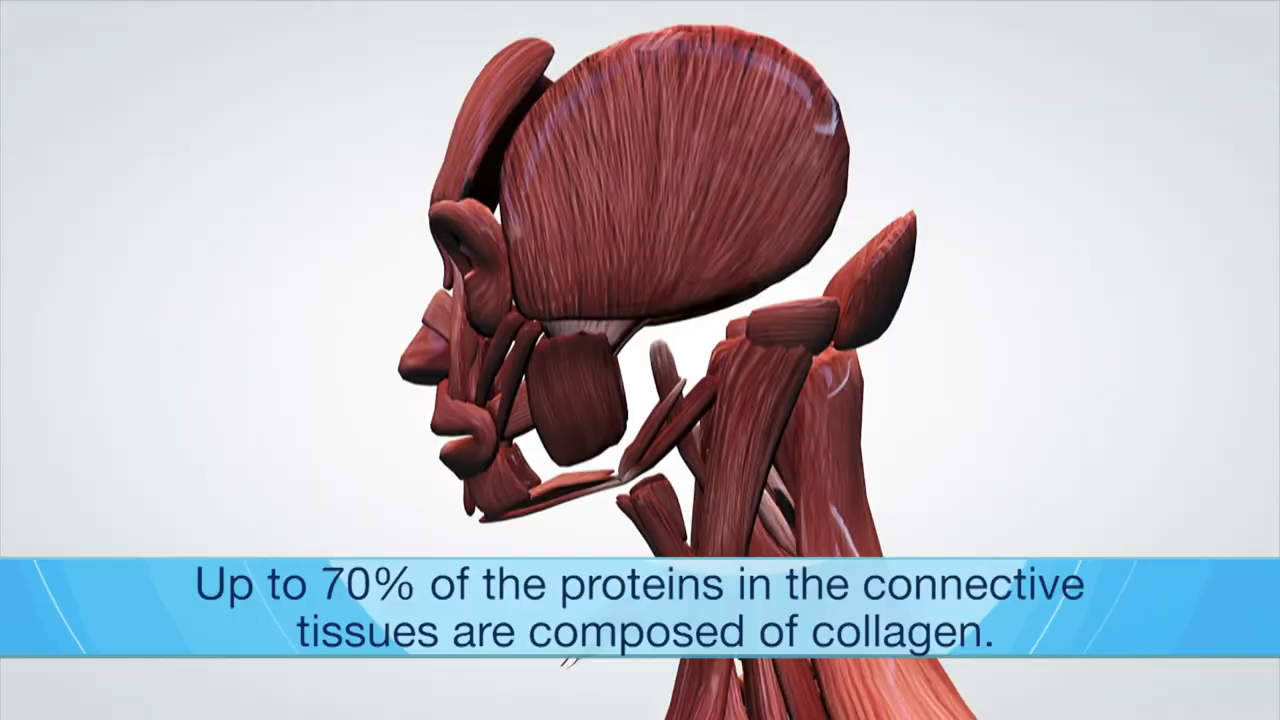 Up to 70% of the proteins in the connective
tissues are composed of collagen.